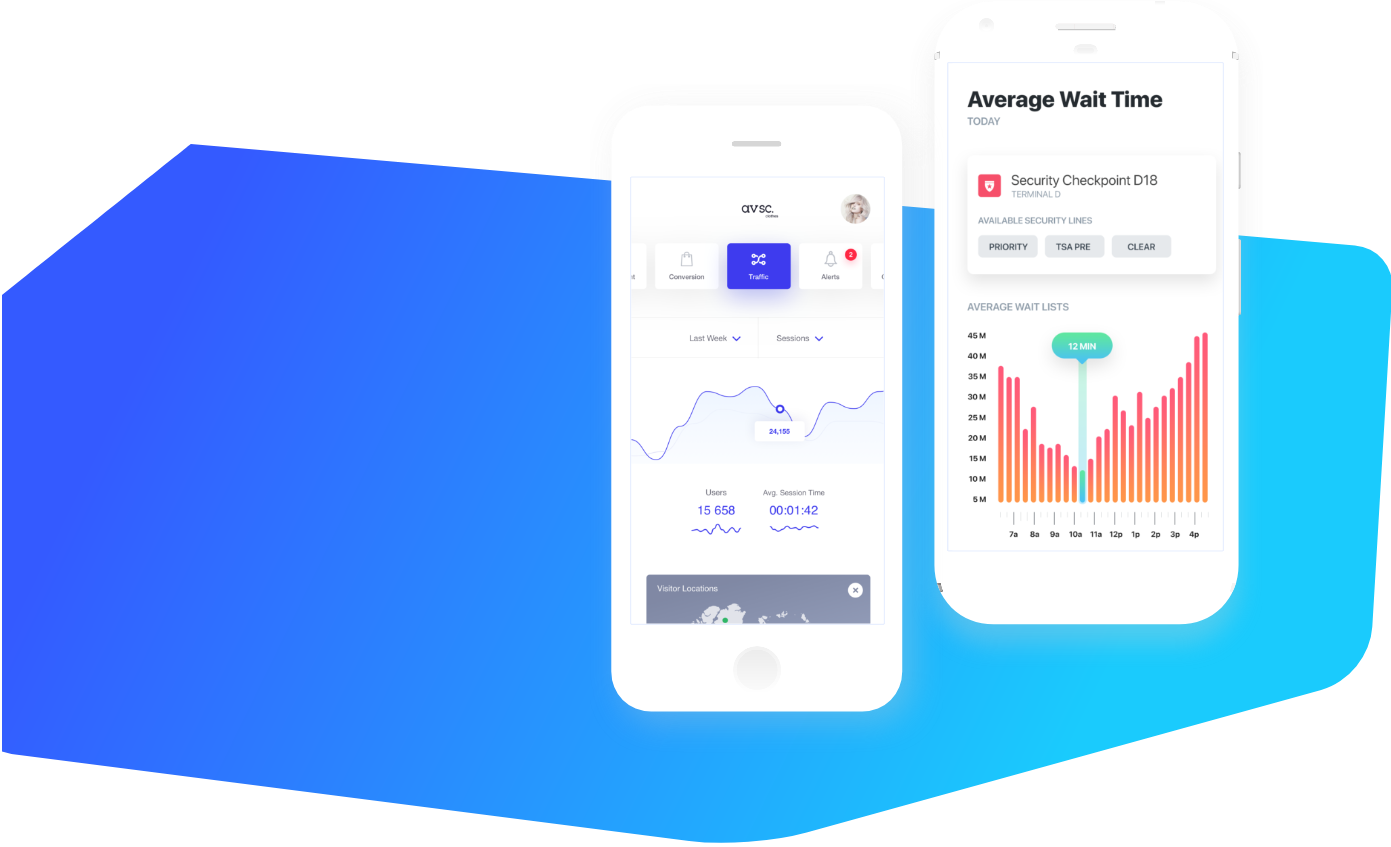 avsc.
nt
Conversion
Traffic
Alerts
2
Last Week
Sessions
24,155
Users
Avg. Session Time
15 658
00:01:42
Visitor Locations
Average Wait Time
TODAY
Security Checkpoint D18
TERMINAL D
AVAILABLE SECURITY LINES
PRIORITY
TSA PRE
CLEAR
AVERAGE WAIT LISTS
45 M
12 MIN
40 M
35 M
30 M
25 M
20 M
15 M
10 M
5 M
7a 8a 9a 10a 11a 12p 1p 2p 3p 4p